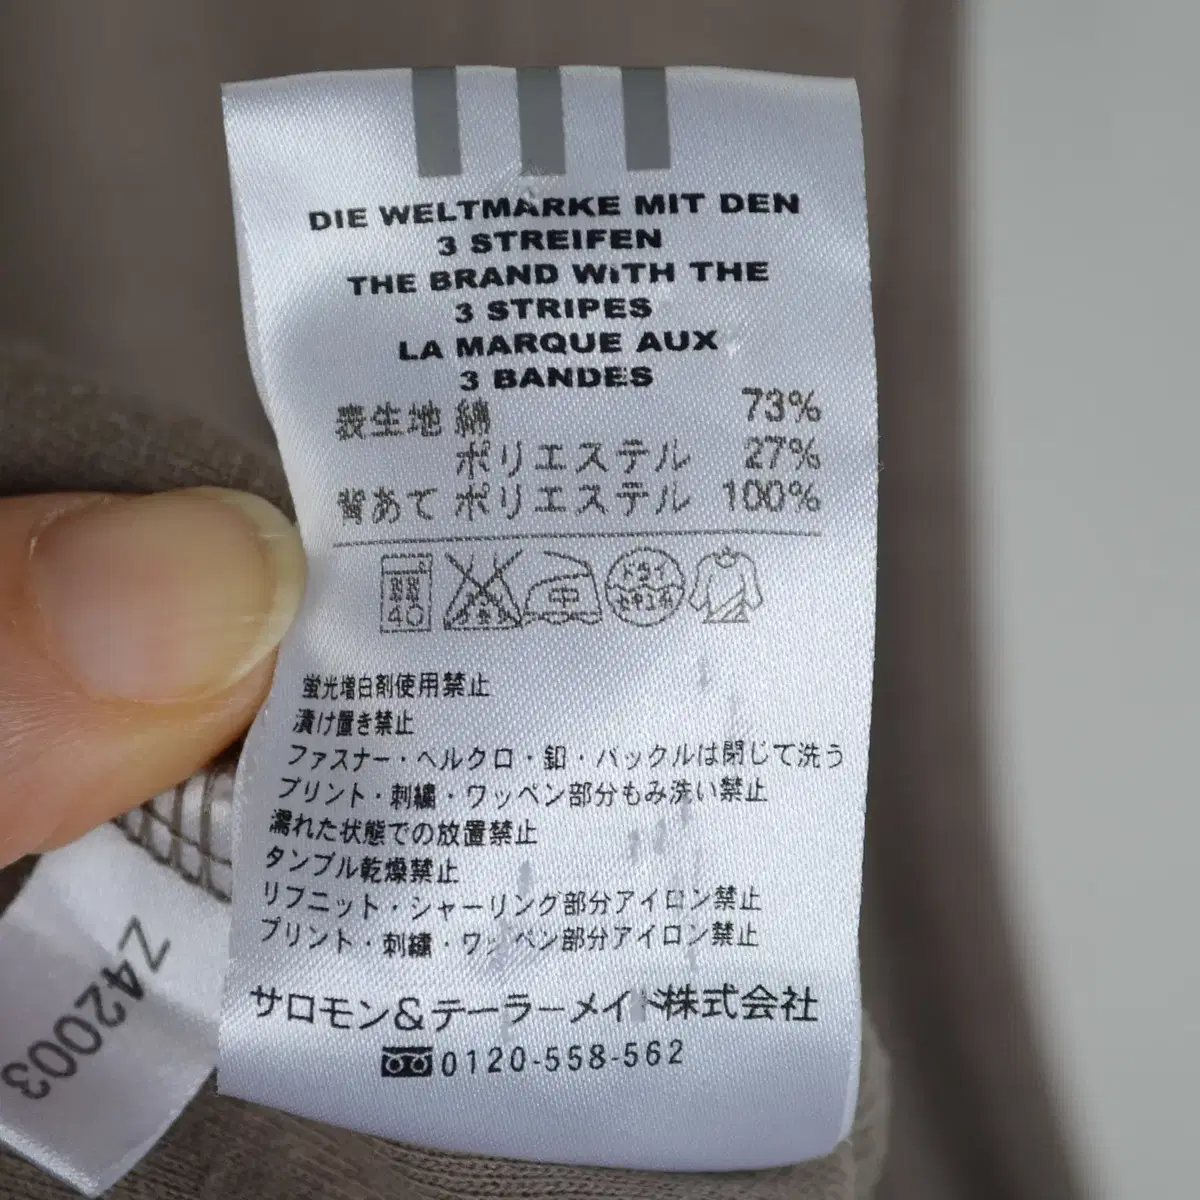 DIE WELTMARKE MIT DEN
3 STREIFEN
THE BRAND WiTH THE
3 STRIPES
LA MARQUE AUX
3 BANDES
表生地 綿 73%
ポリエステル 27%
背あて ポリエステル 100%
40
中
ドライ
セキユ系
蛍光増白剤使用禁止
漬け置き禁止
ファスナー・ベルクロ・釦・バックルは閉じて洗う
プリント・刺繍・ワッペン部分もみ洗い禁止
濡れた状態での放置禁止
タンブル乾燥禁止
リブニット・シャーリング部分アイロン禁止
プリント・刺繍・ワッペン部分アイロン禁止
サロモン&テーラーメイド株式会社
0120-558-562
Z42003